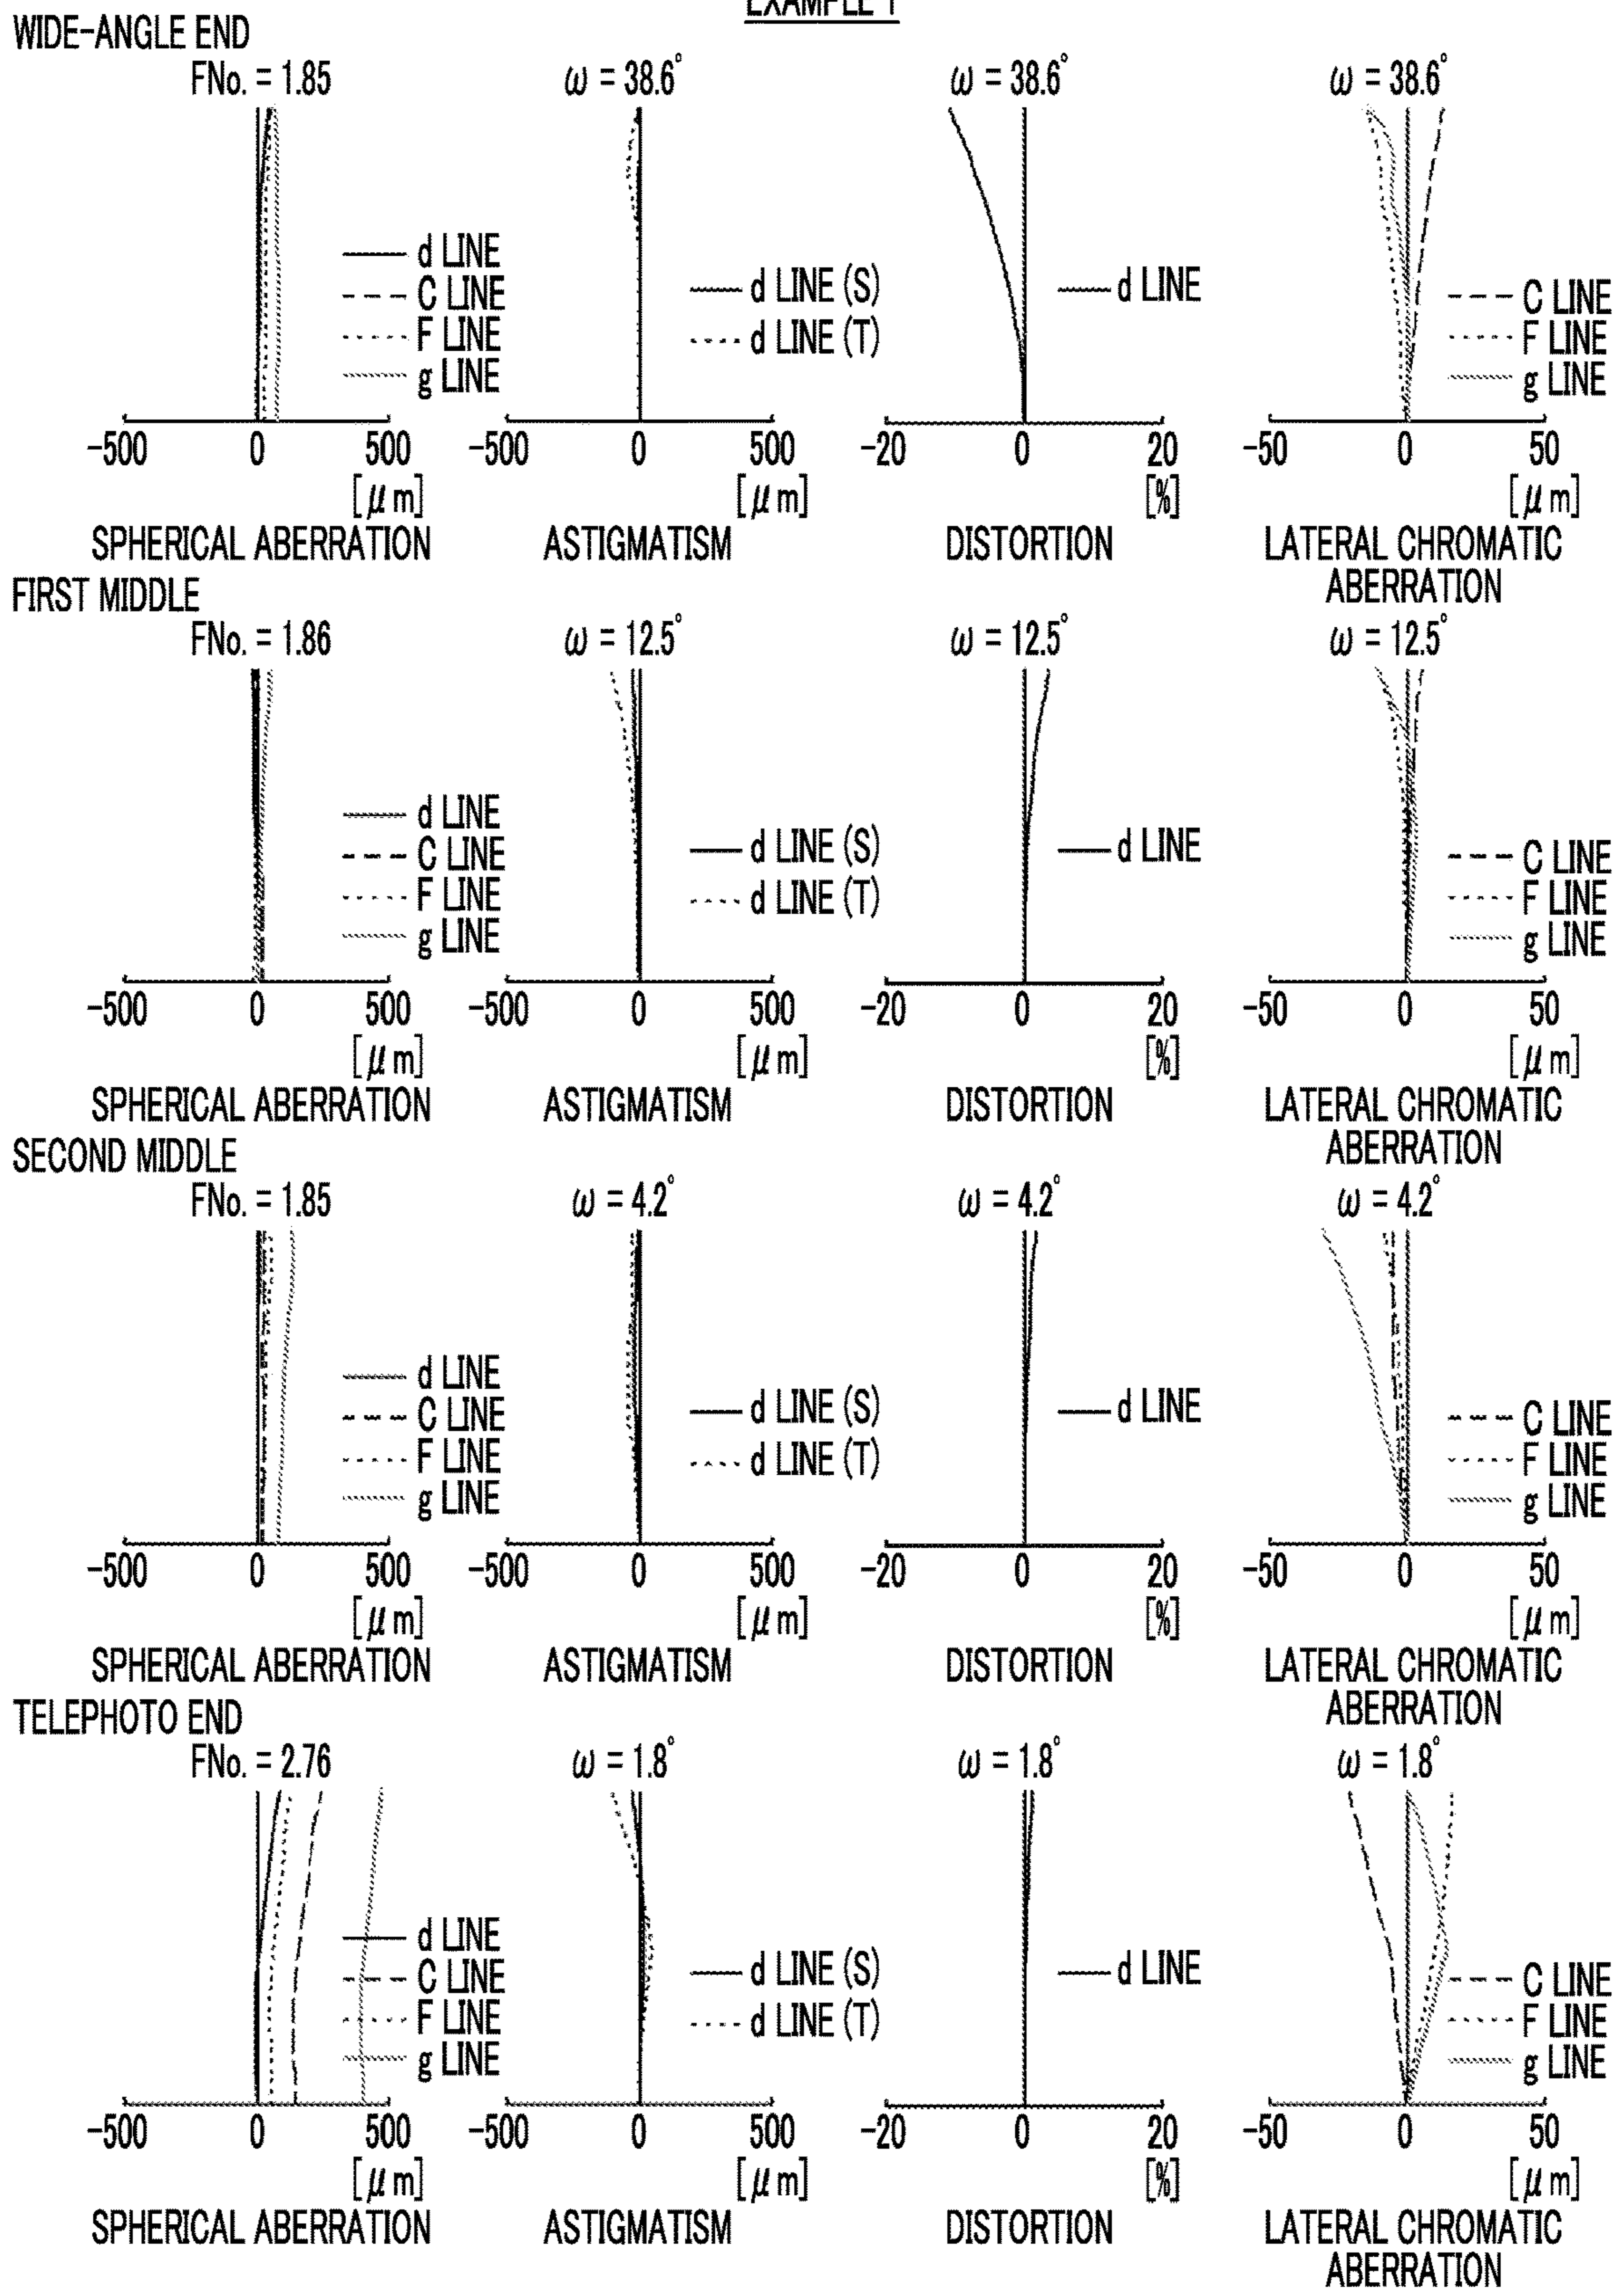 EXAMPLE 1
WIDE-ANGLE END
FNo. = 1.85
ω = 38.6°
ω = 38.6°
ω = 38.6°
d LINE
C LINE
F LINE
g LINE
d LINE (S)
d LINE (T)
d LINE
C LINE
F LINE
g LINE
-500 0 500
-500 0 500
-20 0 20
-50 0 50
[μm]
[μm]
[%]
[μm]
SPHERICAL ABERRATION
ASTIGMATISM
DISTORTION
LATERAL CHROMATIC
ABERRATION
FIRST MIDDLE
FNo. = 1.86
ω = 12.5°
ω = 12.5°
ω = 12.5°
d LINE
C LINE
F LINE
g LINE
d LINE (S)
d LINE (T)
d LINE
C LINE
F LINE
g LINE
-500 0 500
-500 0 500
-20 0 20
-50 0 50
[μm]
[μm]
[%]
[μm]
SPHERICAL ABERRATION
ASTIGMATISM
DISTORTION
LATERAL CHROMATIC
ABERRATION
SECOND MIDDLE
FNo. = 1.85
ω = 4.2°
ω = 4.2°
ω = 4.2°
d LINE
C LINE
F LINE
g LINE
d LINE (S)
d LINE (T)
d LINE
C LINE
F LINE
g LINE
-500 0 500
-500 0 500
-20 0 20
-50 0 50
[μm]
[μm]
[%]
[μm]
SPHERICAL ABERRATION
ASTIGMATISM
DISTORTION
LATERAL CHROMATIC
ABERRATION
TELEPHOTO END
FNo. = 2.76
ω = 1.8°
ω = 1.8°
ω = 1.8°
d LINE
C LINE
F LINE
g LINE
d LINE (S)
d LINE (T)
d LINE
C LINE
F LINE
g LINE
-500 0 500
-500 0 500
-20 0 20
-50 0 50
[μm]
[μm]
[%]
[μm]
SPHERICAL ABERRATION
ASTIGMATISM
DISTORTION
LATERAL CHROMATIC
ABERRATION